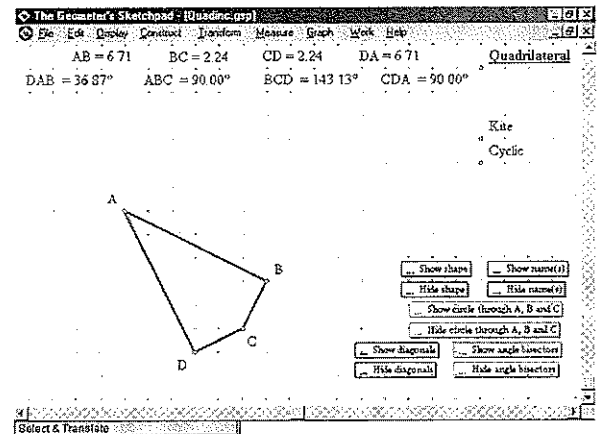 The Geometer's Sketchpad - [Quadinc.gsp]
File Edit Display Construct Transform Measure Graph Work Help
AB = 6 71 BC = 2.24 CD = 2.24 DA = 6 71 Quadrilateral
DAB = 36 87° ABC = 90.00° BCD = 143 13° CDA = 90 00°
Kite
Cyclic
A
B
C
D
... Show shape ... Show name(s)
... Hide shape ... Hide name(s)
... Show circle through A, B and C
... Hide circle through A, B and C
... Show diagonals ... Show angle bisectors
... Hide diagonals ... Hide angle bisectors
Select & Translate